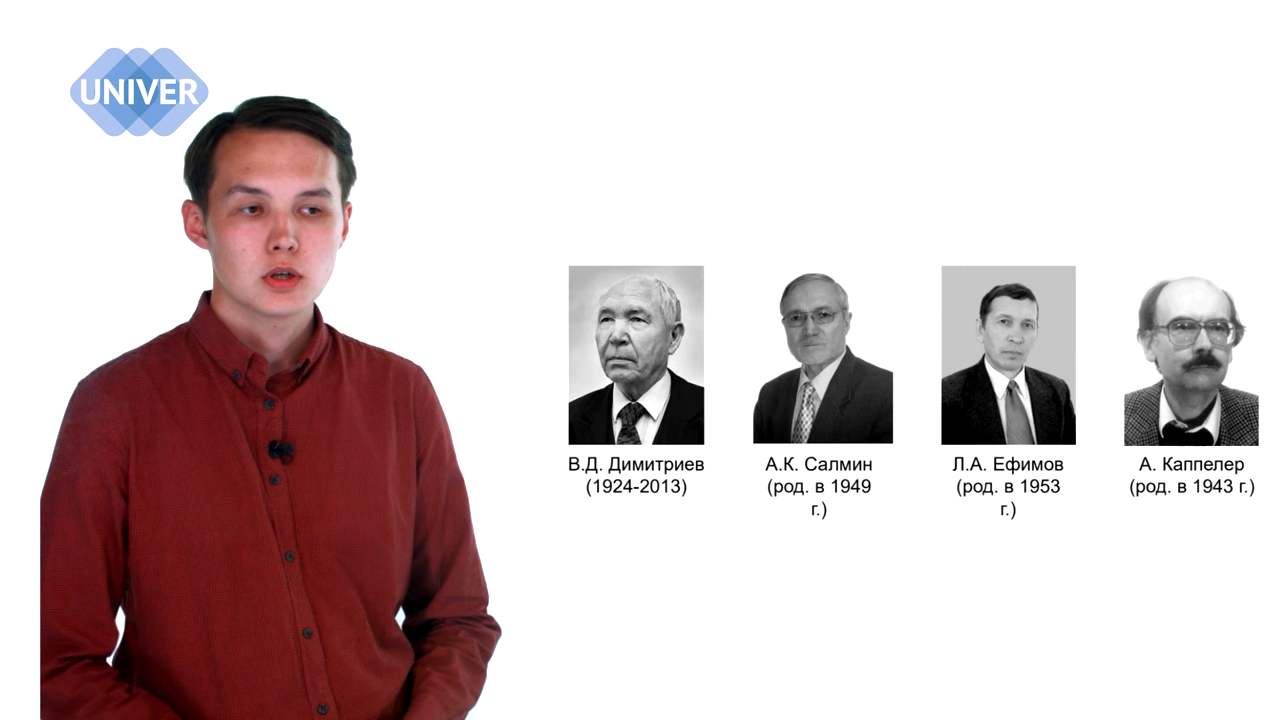 UNIVER
В.Д. Димитриев
(1924-2013)
А.К. Салмин
(род. в 1949
г.)
Л.А. Ефимов
(род. в 1953
г.)
А. Каппелер
(род. в 1943 г.)